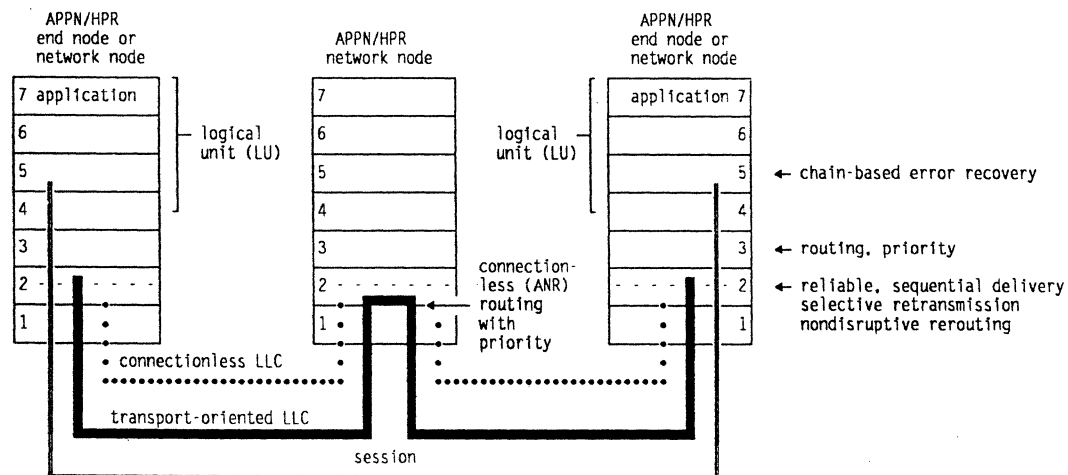 APPN/HPR
end node or
network node
APPN/HPR
network node
APPN/HPR
end node or
network node
7 application
6
5
4
3
2
1
logical
unit (LU)
7
6
5
4
3
2
1
connection-
less (ANR)
routing
with
priority
logical
unit (LU)
application 7
6
5
4
3
2
1
← chain-based error recovery
← routing, priority
← reliable, sequential delivery
selective retransmission
nondisruptive rerouting
connectionless LLC
transport-oriented LLC
session